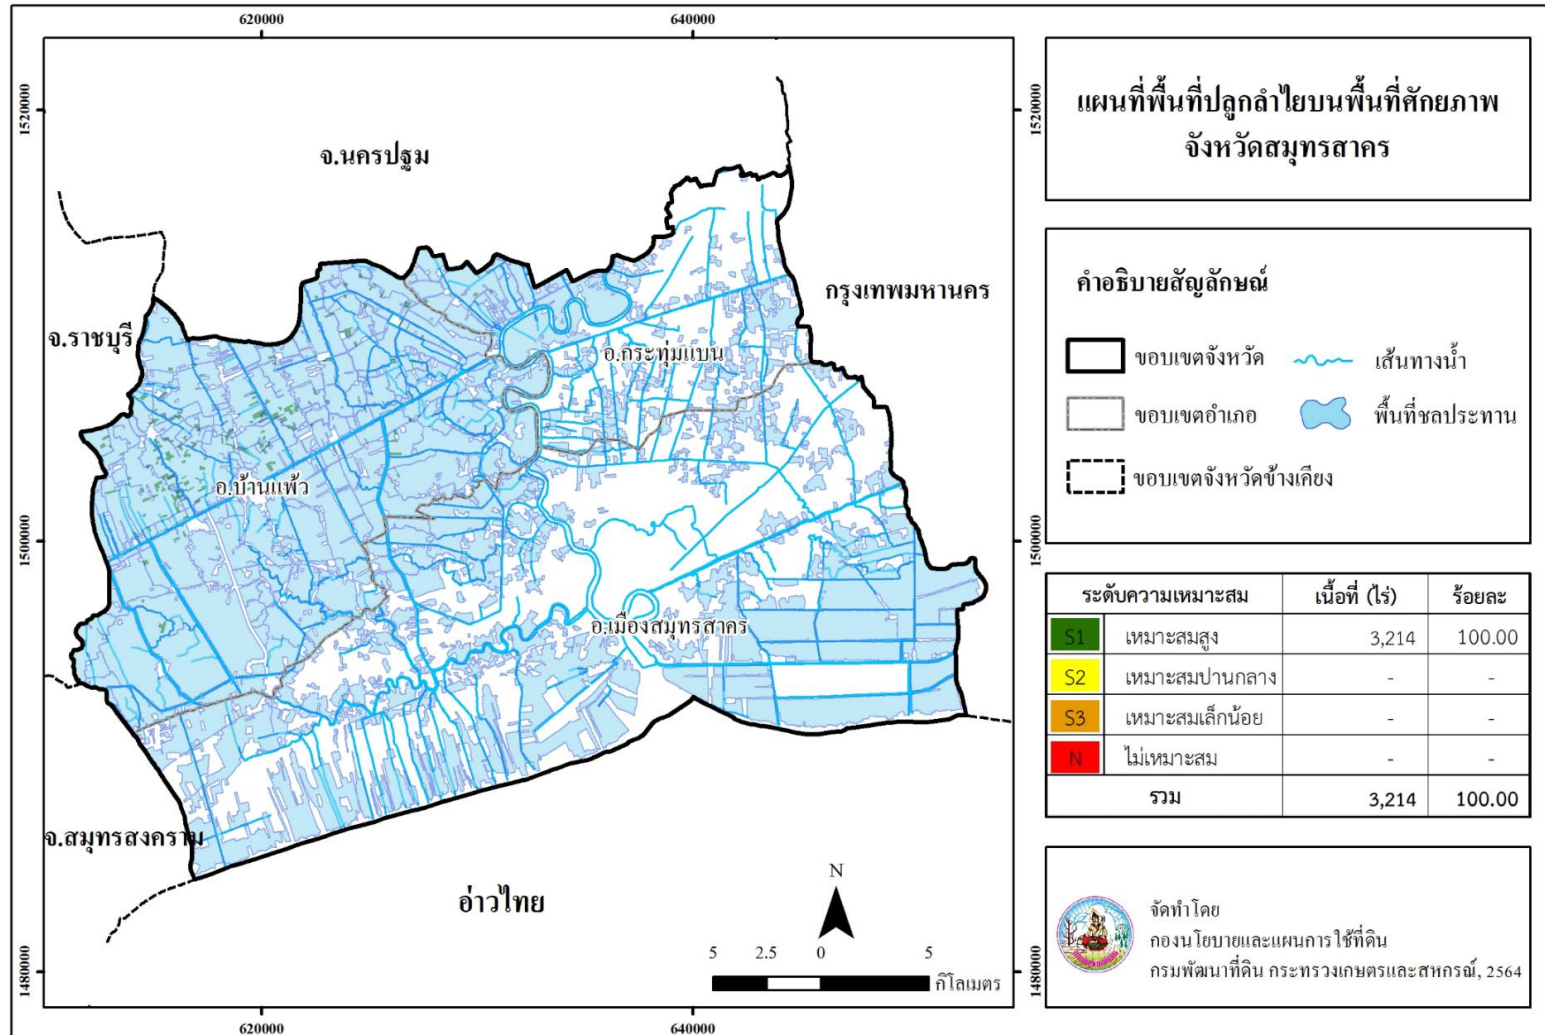 620000
640000
1520000
1500000
1480000
จ.นครปฐม
กรุงเทพมหานคร
จ.ราชบุรี
อ.กระทุ่มแบน
อ.บ้านแพ้ว
อ.เมืองสมุทรสาคร
จ.สมุทรสงคราม
อ่าวไทย
N
5 2.5 0 5
กิโลเมตร
1520000
1500000
1480000
620000
640000
แผนที่พื้นที่ปลูกลำไยบนพื้นที่ศักยภาพ
จังหวัดสมุทรสาคร
คำอธิบายสัญลักษณ์
ขอบเขตจังหวัด เส้นทางน้ำ
ขอบเขตอำเภอ พื้นที่ชลประทาน
ขอบเขตจังหวัดข้างเคียง
ระดับความเหมาะสม เนื้อที่ (ไร่) ร้อยละ
S1 เหมาะสมสูง 3,214 100.00
S2 เหมาะสมปานกลาง - -
S3 เหมาะสมเล็กน้อย - -
N ไม่เหมาะสม - -
รวม 3,214 100.00
จัดทำโดย
กองนโยบายและแผนการใช้ที่ดิน
กรมพัฒนาที่ดิน กระทรวงเกษตรและสหกรณ์, 2564